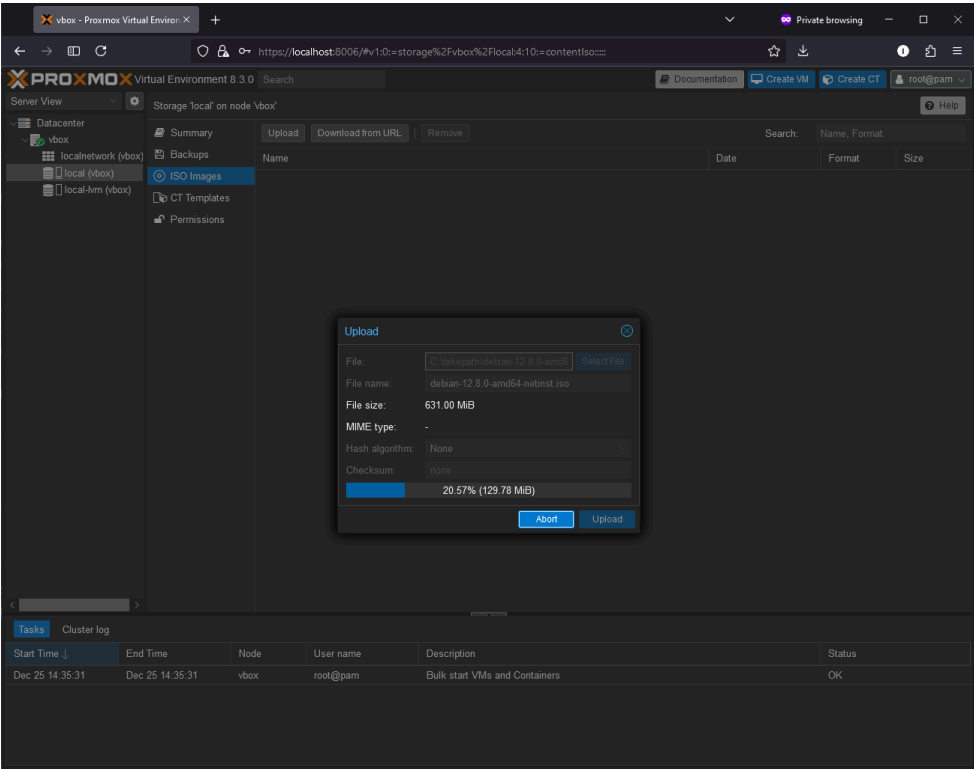 vbox - Proxmox Virtual Environ
Private browsing
https://localhost:8006/#v1:0:=storage%2Fvbox%2Flocal:4:10:=contentIso:::::
PROXMOX Virtual Environment 8.3.0 Search
Documentation Create VM Create CT root@pam
Server View
Storage 'local' on node 'vbox'
Help
Datacenter
vbox
localnetwork (vbox)
local (vbox)
local-lvm (vbox)
Summary
Backups
ISO Images
CT Templates
Permissions
Upload Download from URL Remove Search: Name, Format
Name Date Format Size
Upload
File: C:\fakepath\debian-12.8.0-amd6 Select File
File name: debian-12.8.0-amd64-netinst.iso
File size: 631.00 MiB
MIME type: -
Hash algorithm: None
Checksum: none
20.57% (129.78 MiB)
Abort Upload
Tasks Cluster log
Start Time ↓ End Time Node User name Description Status
Dec 25 14:35:31 Dec 25 14:35:31 vbox root@pam Bulk start VMs and Containers OK